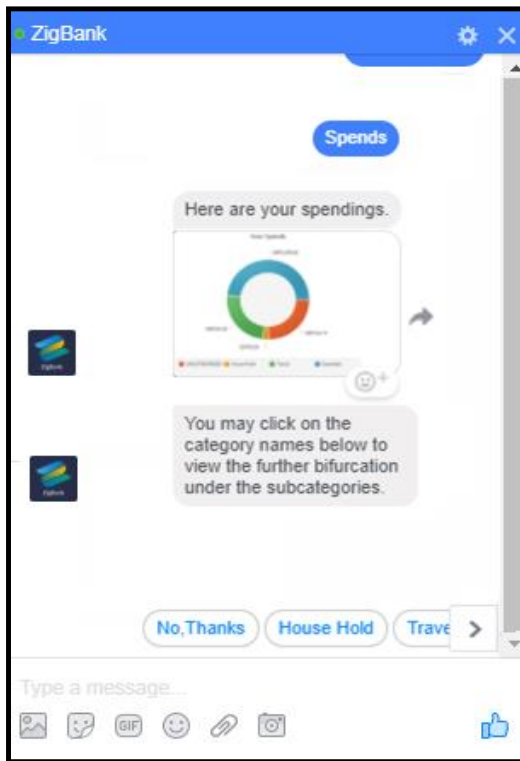 ZigBank
Spends
Here are your spendings.
You may click on the
category names below to
view the further bifurcation
under the subcategories.
No,Thanks
House Hold
Trave
Type a message...
GIF